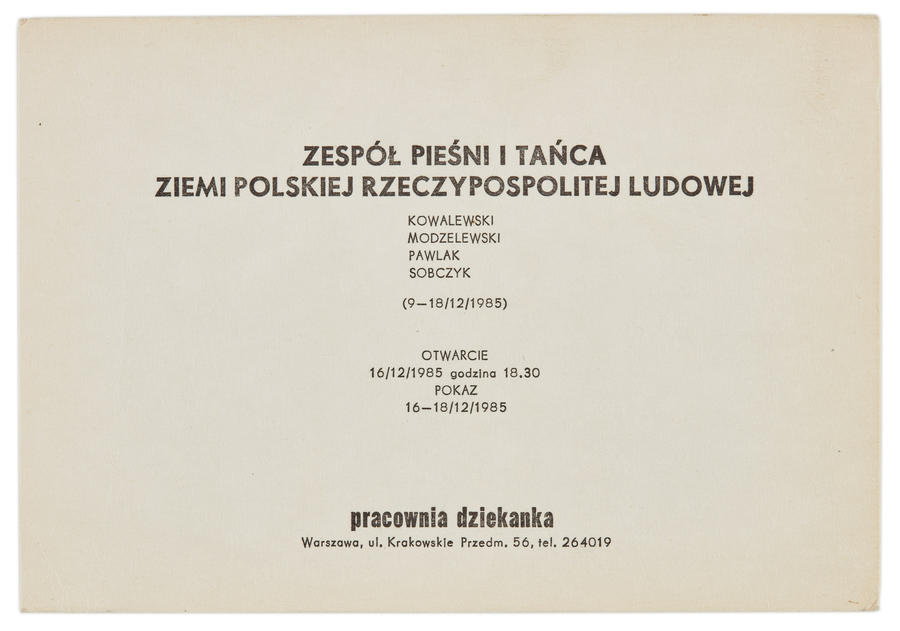 ZESPÓŁ PIEŚNI I TAŃCA
ZIEMI POLSKIEJ RZECZYPOSPOLITEJ LUDOWEJ
KOWALEWSKI
MODZELEWSKI
PAWLAK
SOBCZYK
(9—18/12/1985)
OTWARCIE
16/12/1985 godzina 18.30
POKAZ
16—18/12/1985
pracownia dziekanka
Warszawa, ul. Krakowskie Przedm. 56, tel. 264019